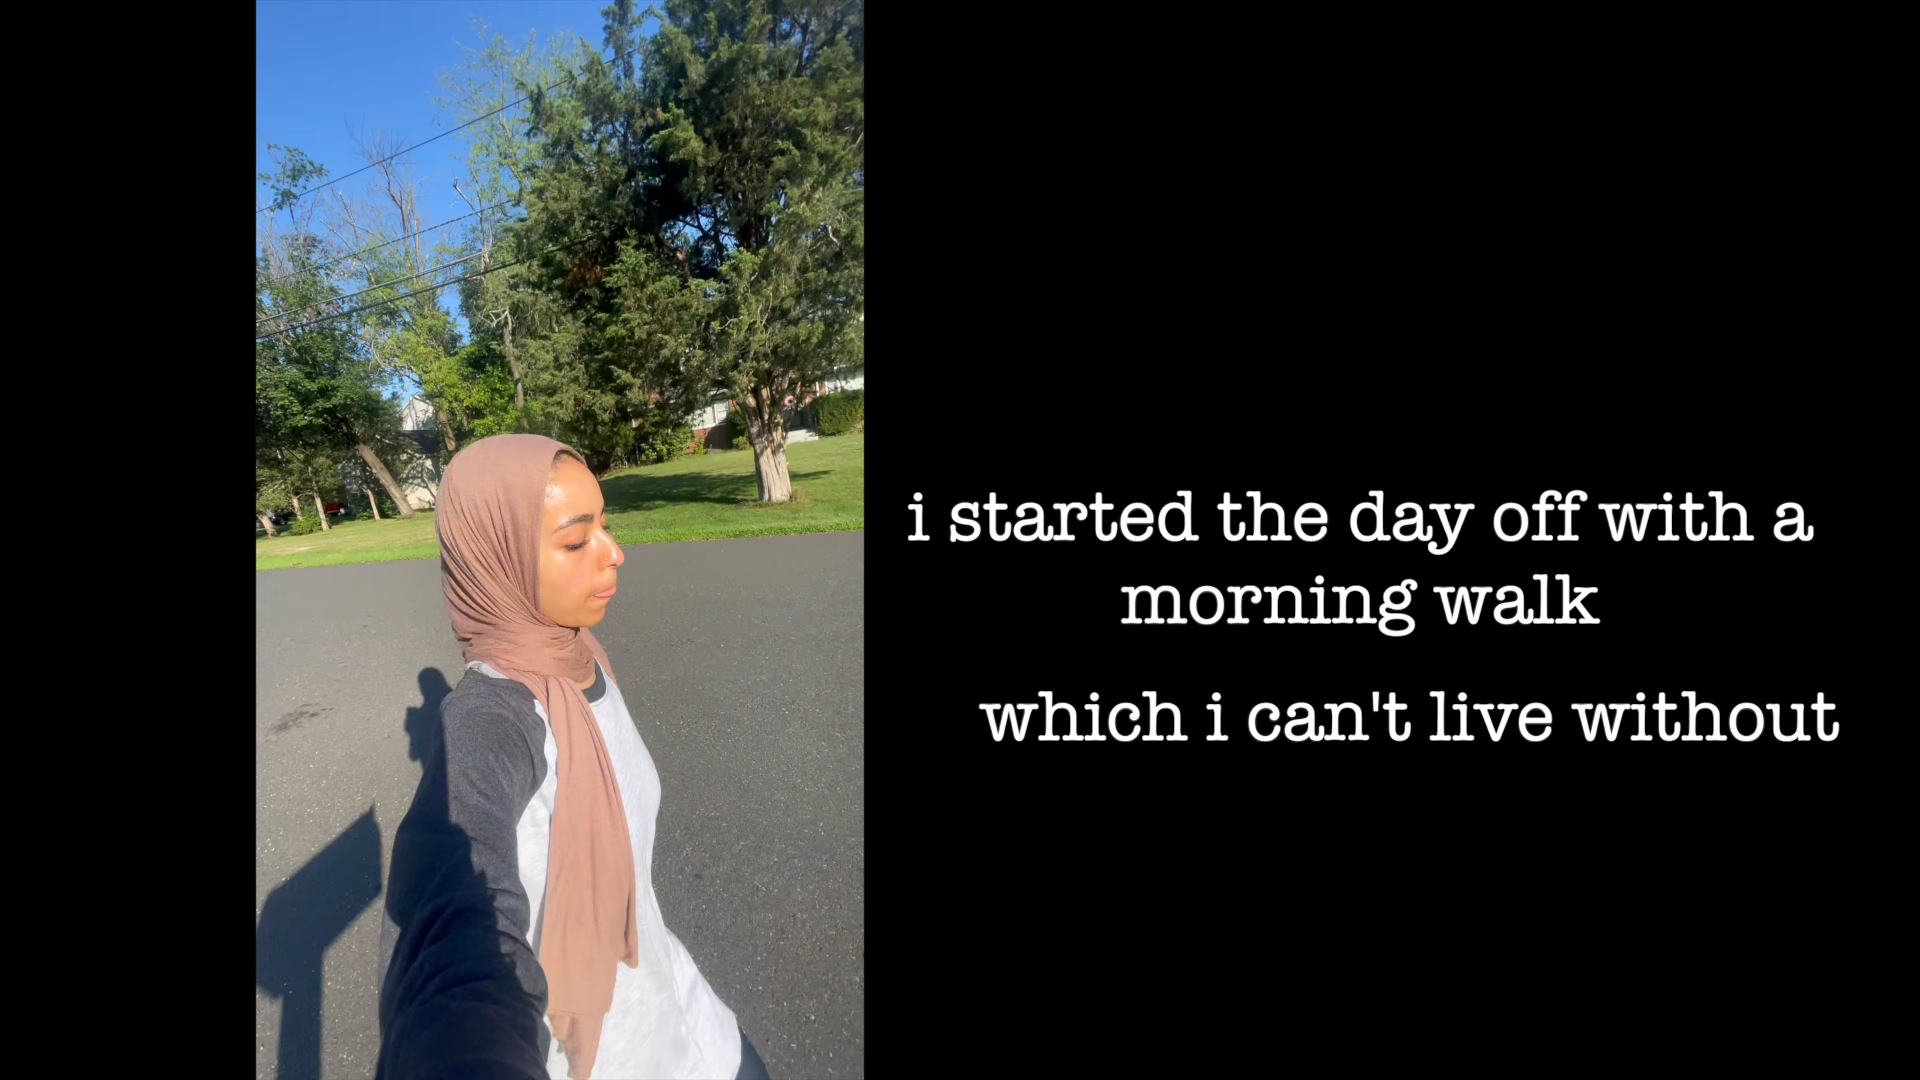 i started the day off with a
morning walk
which i can't live without